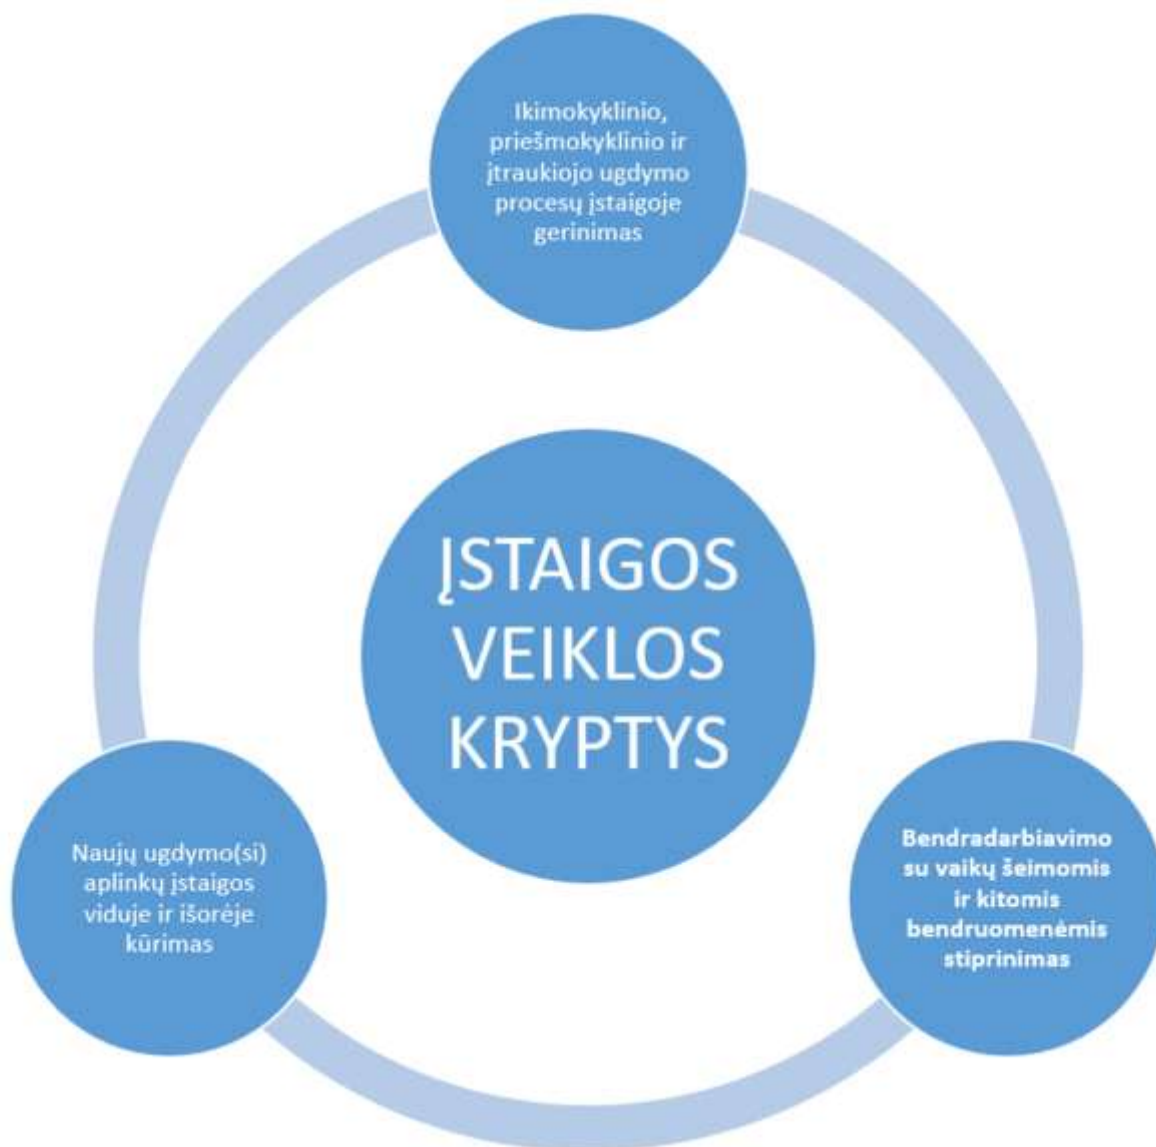 Ikimokyklinio,
priešmokyklinio ir
įtraukiojo ugdymo
procesų įstaigoje
gerinimas
ĮSTAIGOS
VEIKLOS
KRYPTYS
Naujų ugdymo(si)
aplinkų įstaigos
viduje ir išorėje
kūrimas
Bendradarbiavimo
su vaikų šeimomis
ir kitomis
bendruomenėmis
stiprinimas